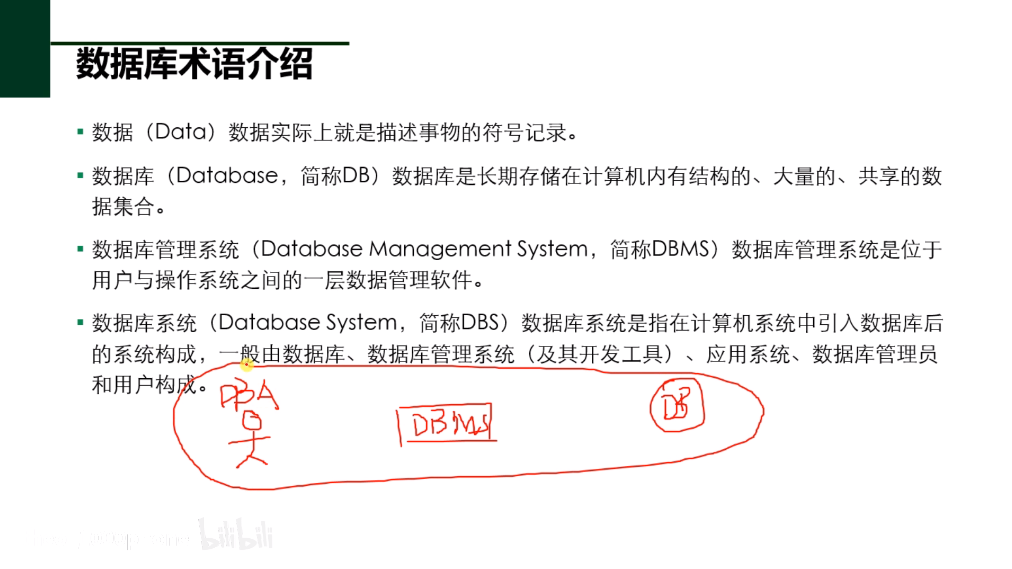 数据库术语介绍
数据（Data）数据实际上就是描述事物的符号记录。
数据库（Database，简称DB）数据库是长期存储在计算机内有结构的、大量的、共享的数
据集合。
数据库管理系统（Database Management System，简称DBMS）数据库管理系统是位于
用户与操作系统之间的一层数据管理软件。
数据库系统（Database System，简称DBS）数据库系统是指在计算机系统中引入数据库后
的系统构成，一般由数据库、数据库管理系统（及其开发工具）、应用系统、数据库管理员
和用户构成。
DBA
DBMS
DB
bilibili